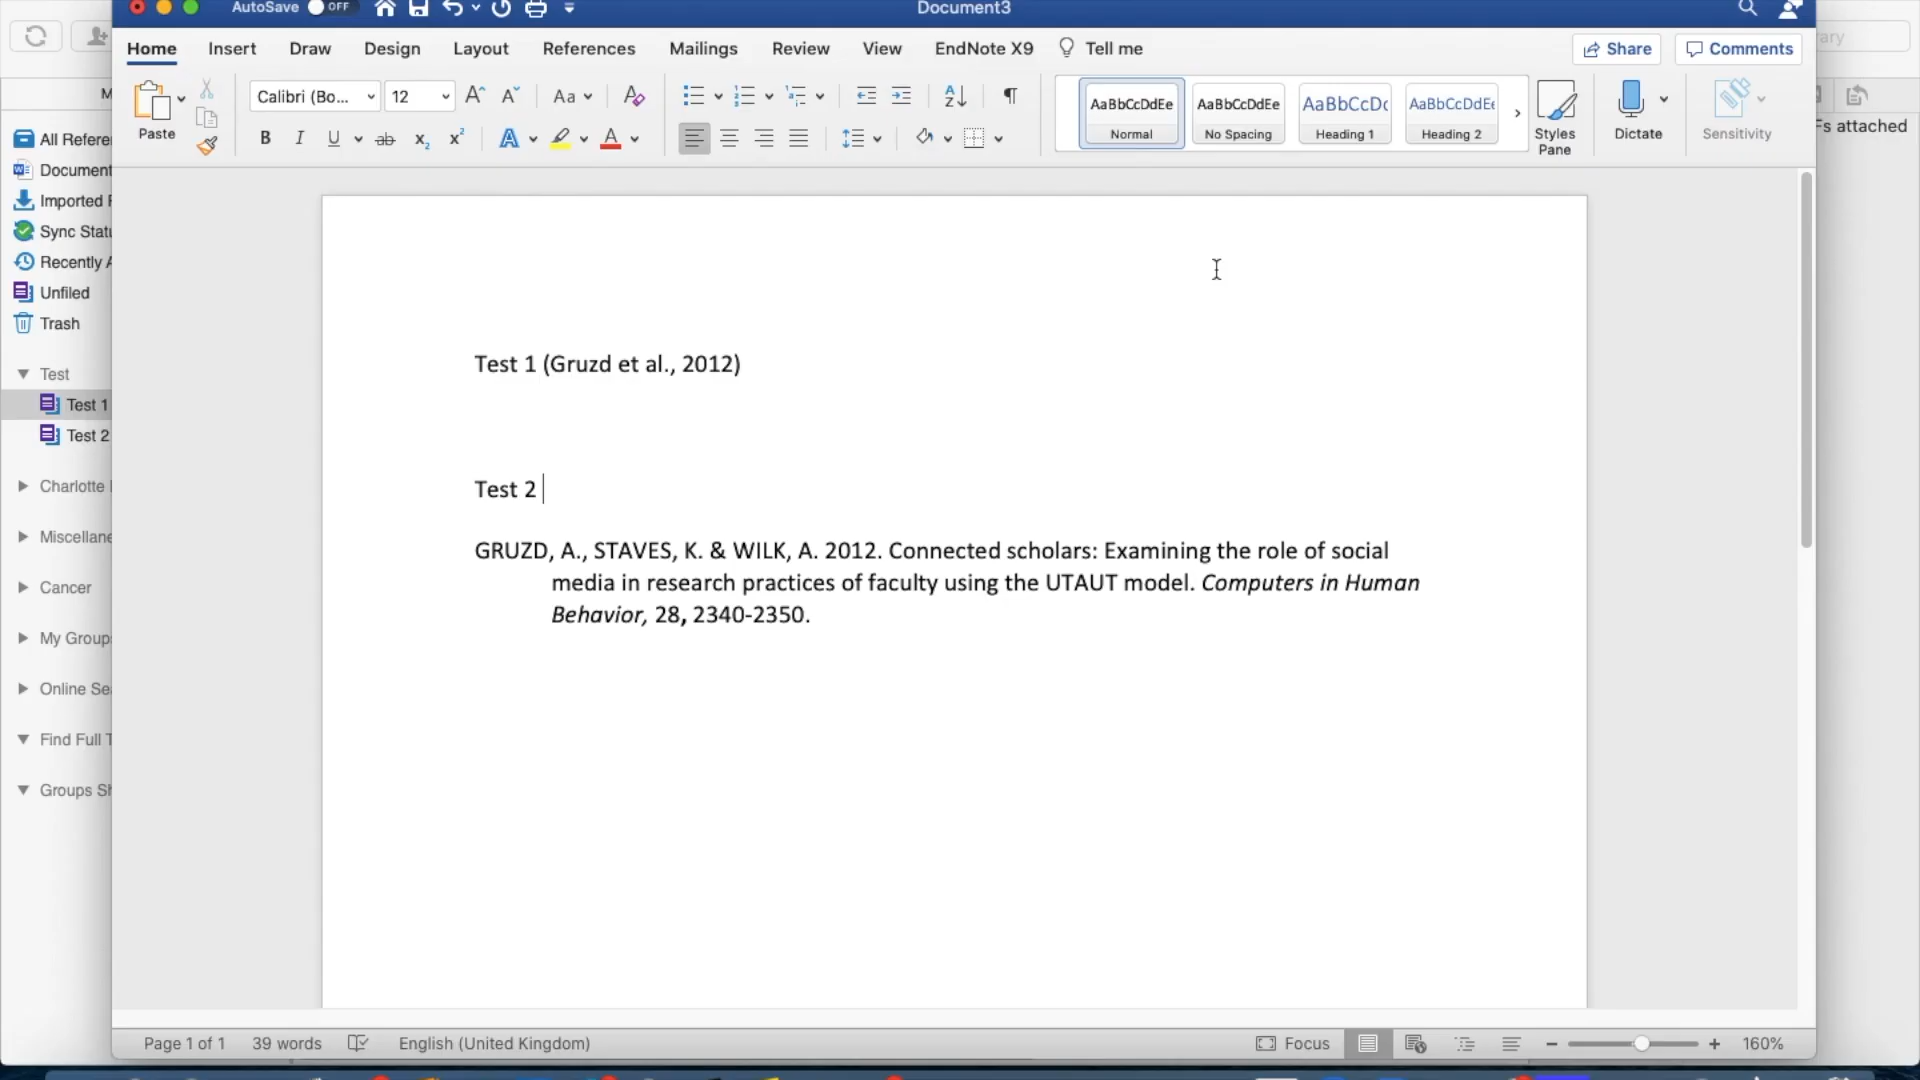 AutoSave OFF
Document3
Home Insert Draw Design Layout References Mailings Review View EndNote X9 Tell me
Share Comments
Paste
Calibri (Bo... 12
AaBbCcDdEe Normal
AaBbCcDdEe No Spacing
AaBbCcDc Heading 1
AaBbCcDdEe Heading 2
Styles Pane
Dictate
Sensitivity
Fs attached
All Refere
Document
Imported
Sync Statu
Recently A
Unfiled
Trash
Test
Test 1
Test 2
Charlotte
Miscellane
Cancer
My Group
Online Sea
Find Full T
Groups Sh
Test 1 (Gruzd et al., 2012)
Test 2
GRUZD, A., STAVES, K. & WILK, A. 2012. Connected scholars: Examining the role of social
media in research practices of faculty using the UTAUT model. Computers in Human
Behavior, 28, 2340-2350.
Page 1 of 1 39 words English (United Kingdom) Focus 160%